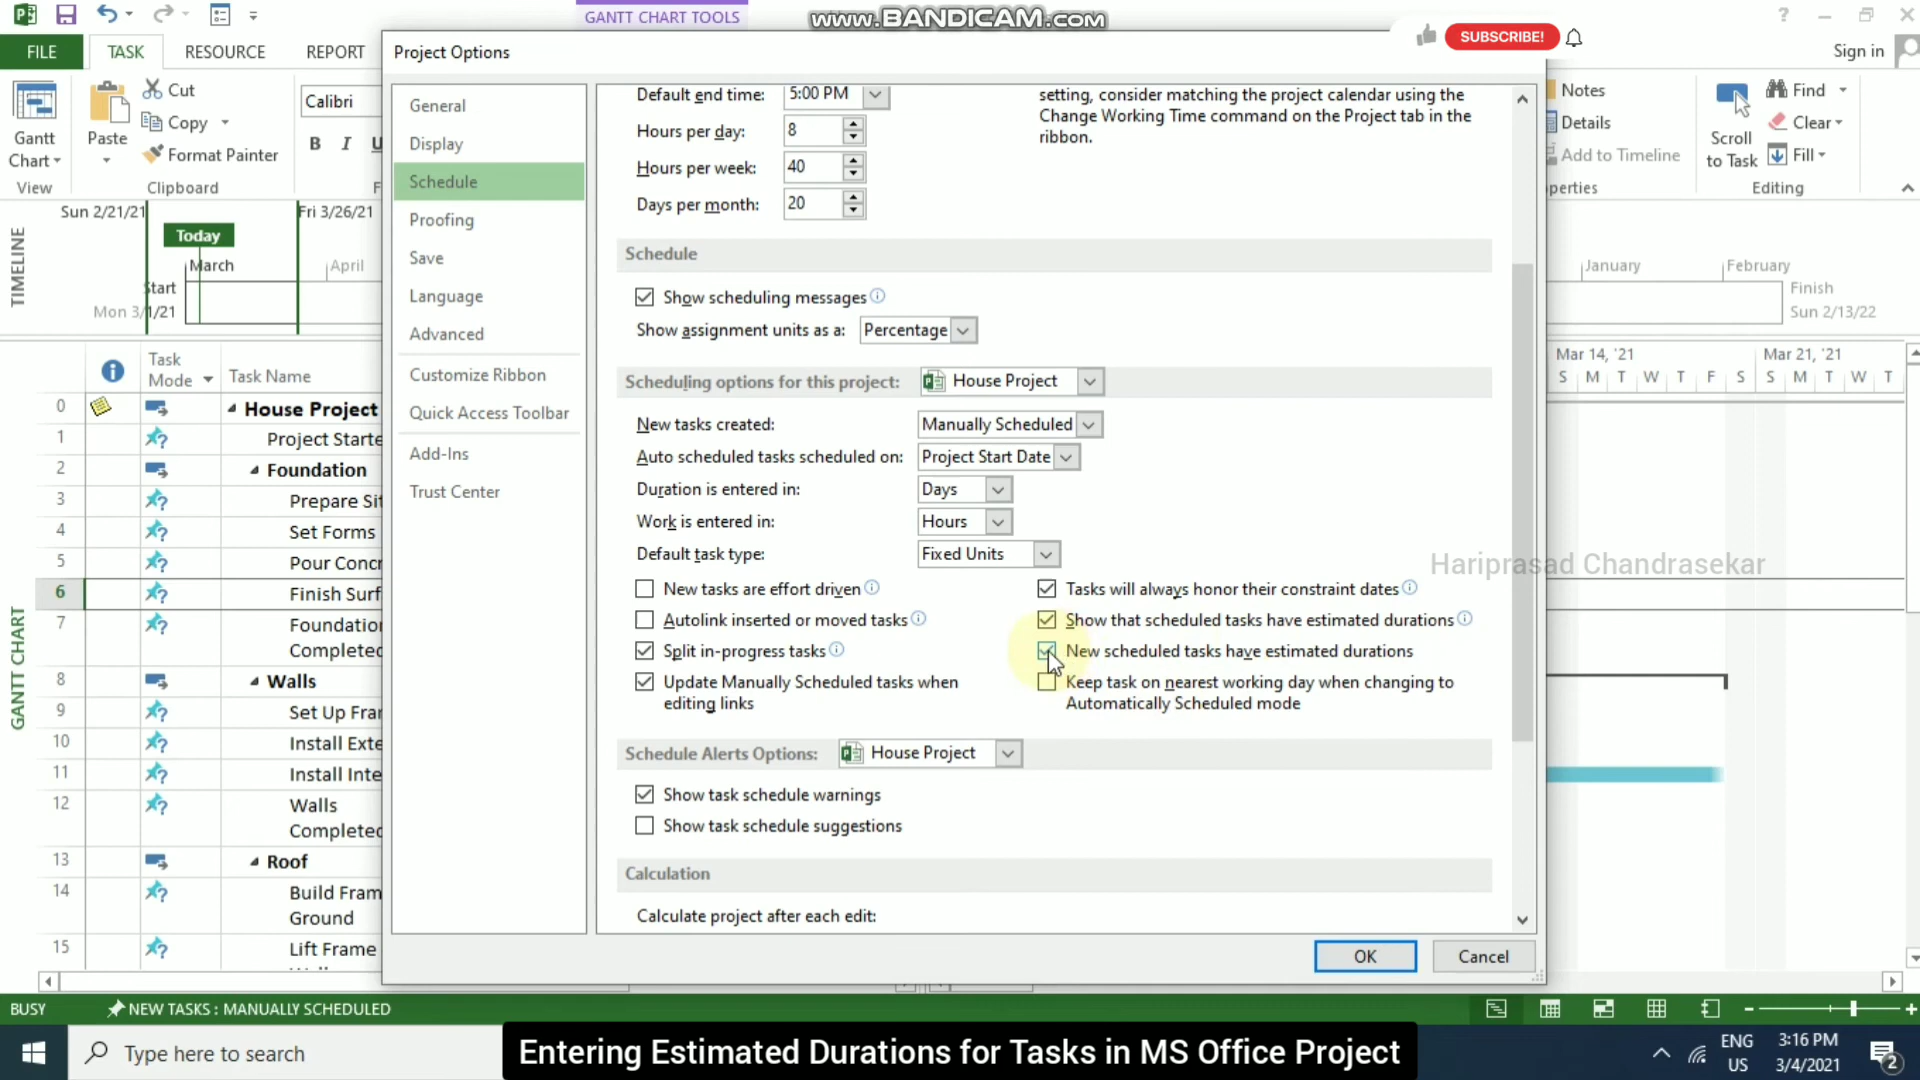 GANTT CHART TOOLS
www.BANDICAM.com
SUBSCRIBE!
FILE
TASK
RESOURCE
REPORT
Project Options
Sign in
Gantt
Chart
View
Paste
Cut
Copy
Format Painter
Clipboard
Calibri
B I U
F
General
Display
Schedule
Proofing
Save
Language
Advanced
Customize Ribbon
Quick Access Toolbar
Add-Ins
Trust Center
Default end time: 5:00 PM
Hours per day: 8
Hours per week: 40
Days per month: 20
setting, consider matching the project calendar using the
Change Working Time command on the Project tab in the
ribbon.
Schedule
Show scheduling messages
Show assignment units as a: Percentage
Scheduling options for this project: House Project
New tasks created: Manually Scheduled
Auto scheduled tasks scheduled on: Project Start Date
Duration is entered in: Days
Work is entered in: Hours
Default task type: Fixed Units
New tasks are effort driven
Autolink inserted or moved tasks
Split in-progress tasks
Update Manually Scheduled tasks when
editing links
Tasks will always honor their constraint dates
Show that scheduled tasks have estimated durations
New scheduled tasks have estimated durations
Keep task on nearest working day when changing to
Automatically Scheduled mode
Schedule Alerts Options: House Project
Show task schedule warnings
Show task schedule suggestions
Calculation
Calculate project after each edit:
OK
Cancel
Notes
Details
Add to Timeline
perties
Scroll
to Task
Find
Clear
Fill
Editing
TIMELINE
Sun 2/21/21
Fri 3/26/21
Today
March
April
Start
Mon 3/1/21
January
February
Finish
Sun 2/13/22
GANTT CHART
Task
Mode
Task Name
0 House Project
1 Project Starte
2 Foundation
3 Prepare Sit
4 Set Forms
5 Pour Concr
6 Finish Surf
7 Foundation
Completed
8 Walls
9 Set Up Frar
10 Install Exte
11 Install Inte
12 Walls
Completed
13 Roof
14 Build Fram
Ground
15 Lift Frame
Mar 14, '21
Mar 21, '21
S M T W T F S S M T W T
Hariprasad Chandrasekar
BUSY
NEW TASKS : MANUALLY SCHEDULED
Type here to search
Entering Estimated Durations for Tasks in MS Office Project
ENG
US
3:16 PM
3/4/2021
2